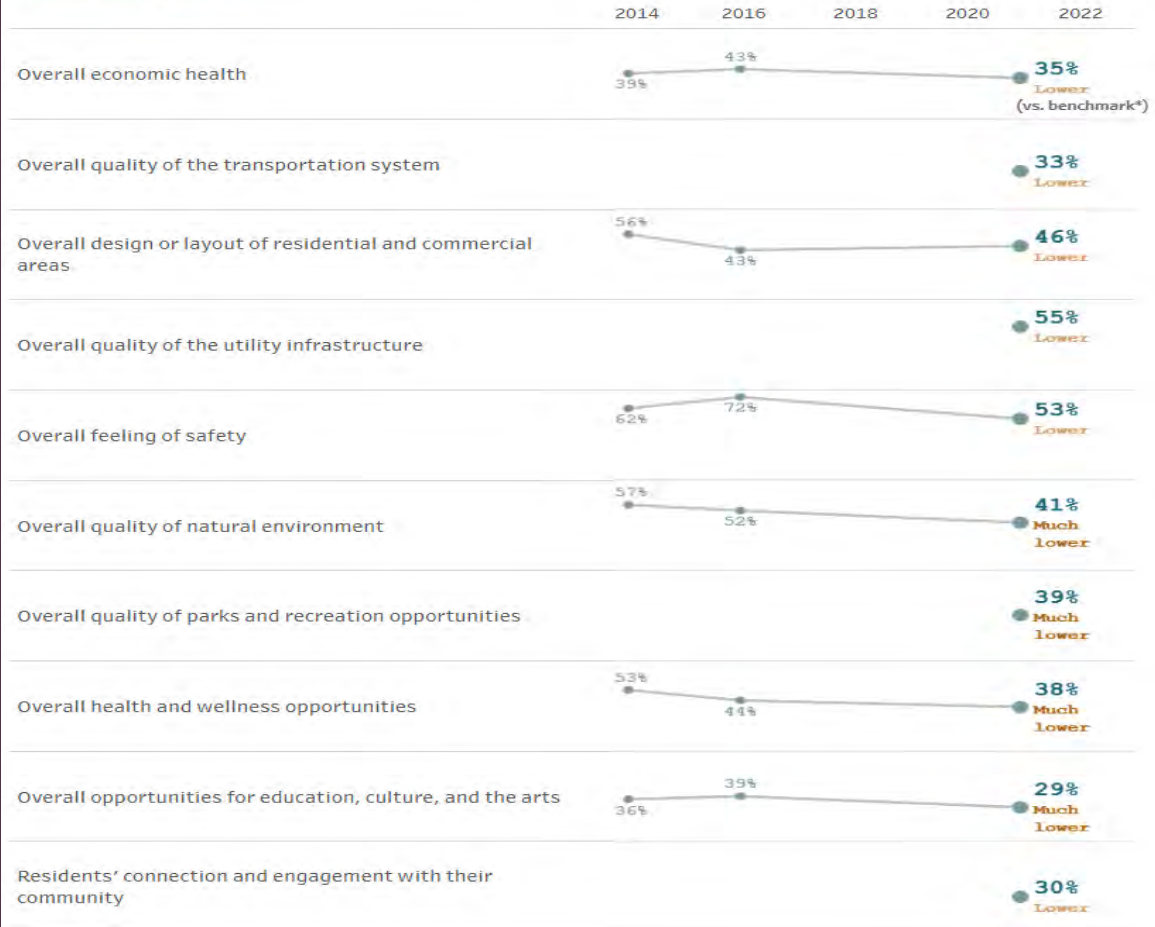 2014 2016 2018 2020 2022
Overall economic health
39%
43%
35%
Lower
(vs. benchmark*)
Overall quality of the transportation system
33%
Lower
Overall design or layout of residential and commercial
areas
56%
43%
46%
Lower
Overall quality of the utility infrastructure
55%
Lower
Overall feeling of safety
62%
72%
53%
Lower
Overall quality of natural environment
57%
52%
41%
Much
lower
Overall quality of parks and recreation opportunities
39%
Much
lower
Overall health and wellness opportunities
53%
44%
38%
Much
lower
Overall opportunities for education, culture, and the arts
36%
39%
29%
Much
lower
Residents' connection and engagement with their
community
30%
Lower